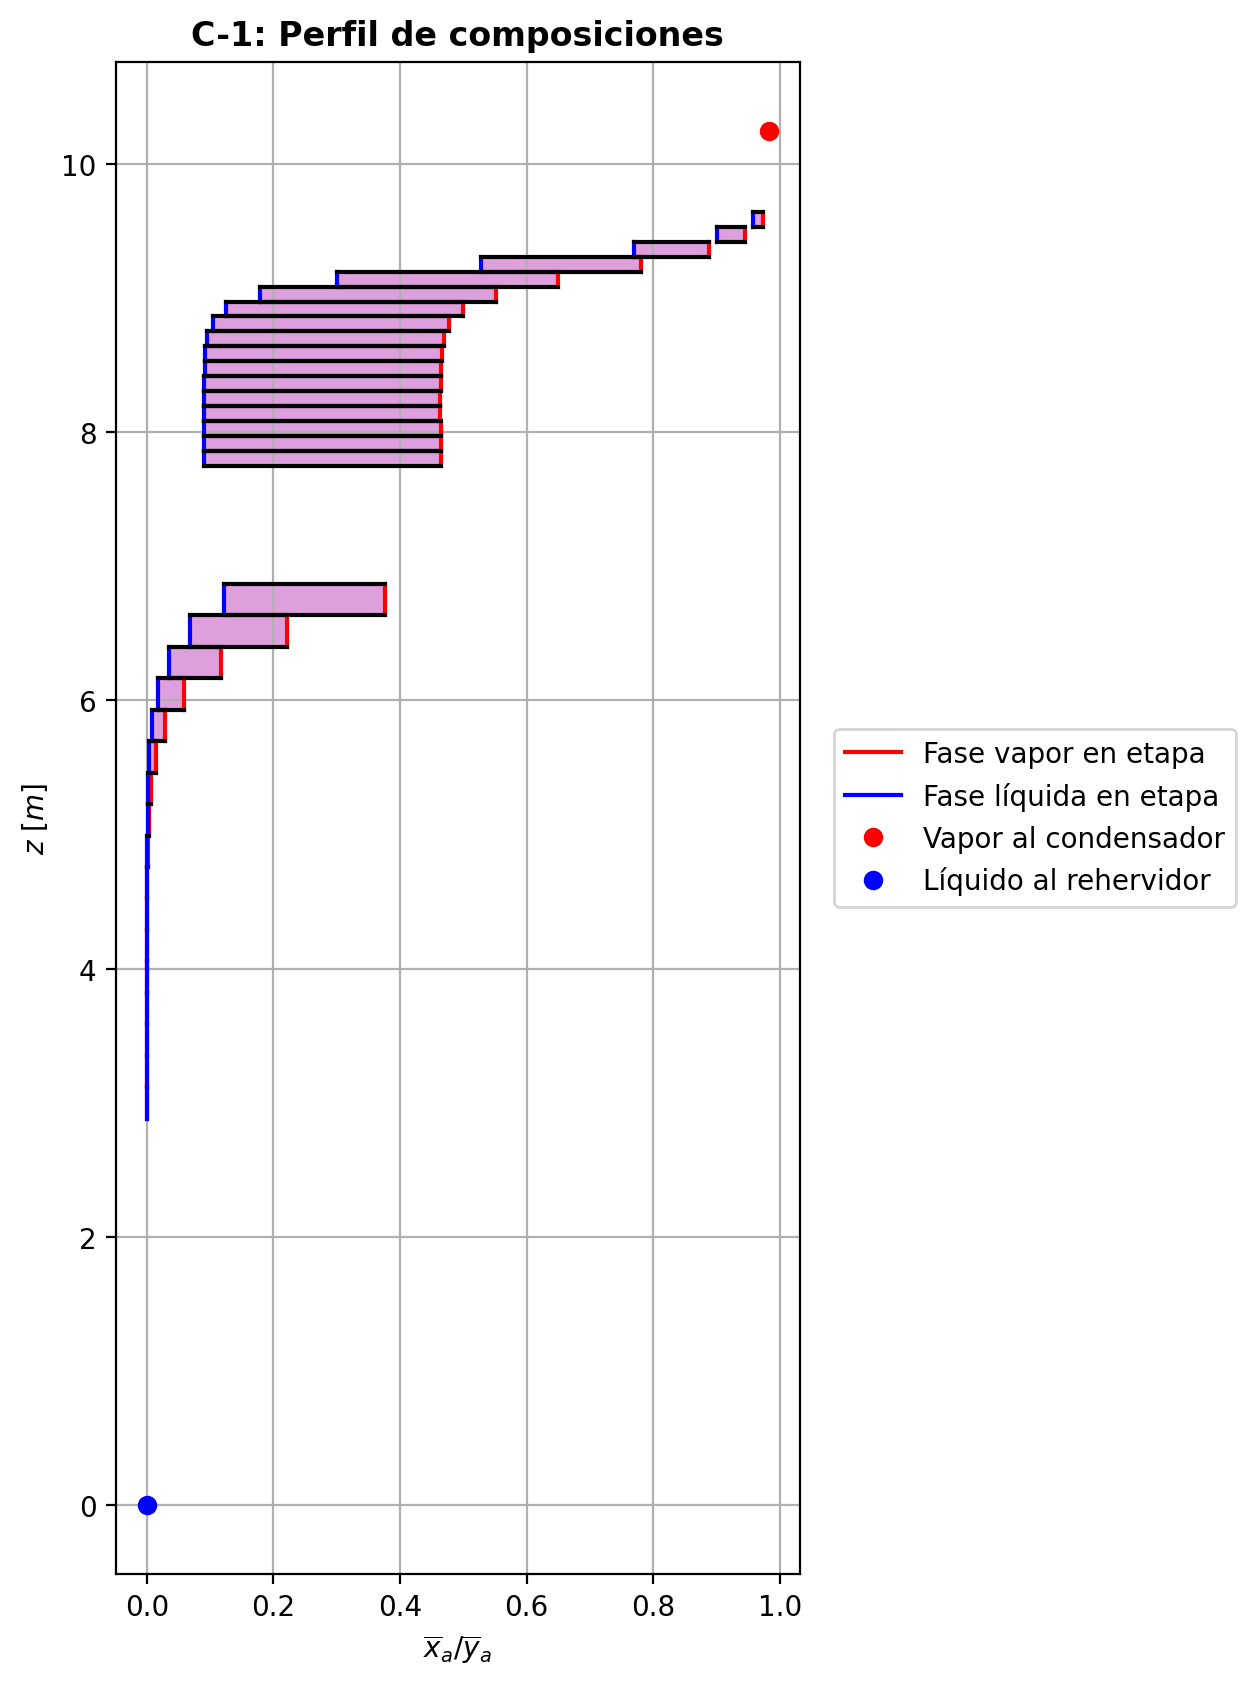 C-1: Perfil de composiciones
10
8
6
4
2
0
z [m]
0.0 0.2 0.4 0.6 0.8 1.0
x̅ₐ/y̅ₐ
Fase vapor en etapa
Fase líquida en etapa
Vapor al condensador
Líquido al rehervidor